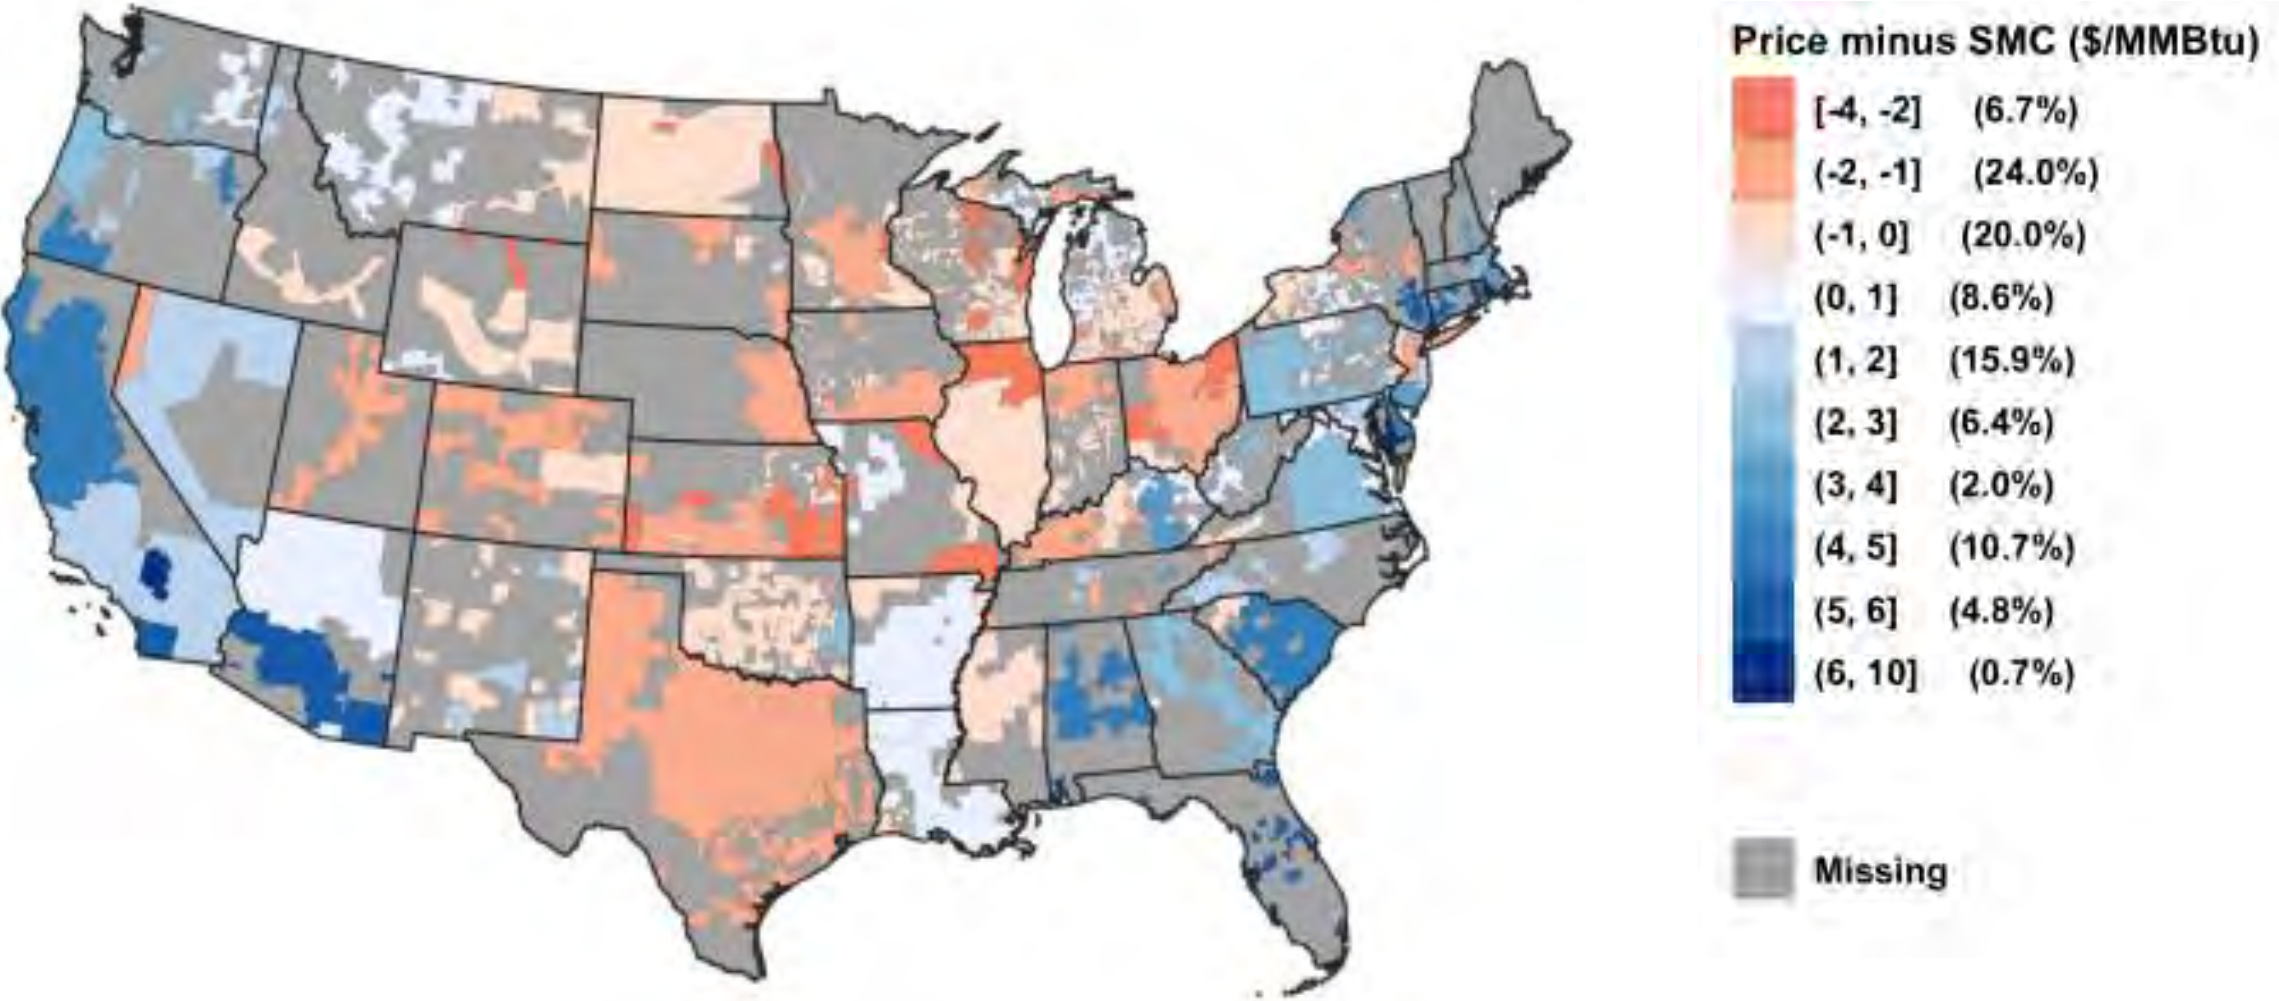 Price minus SMC ($/MMBtu)
[-4, -2] (6.7%)
(-2, -1] (24.0%)
(-1, 0] (20.0%)
(0, 1] (8.6%)
(1, 2] (15.9%)
(2, 3] (6.4%)
(3, 4] (2.0%)
(4, 5] (10.7%)
(5, 6] (4.8%)
(6, 10] (0.7%)
Missing